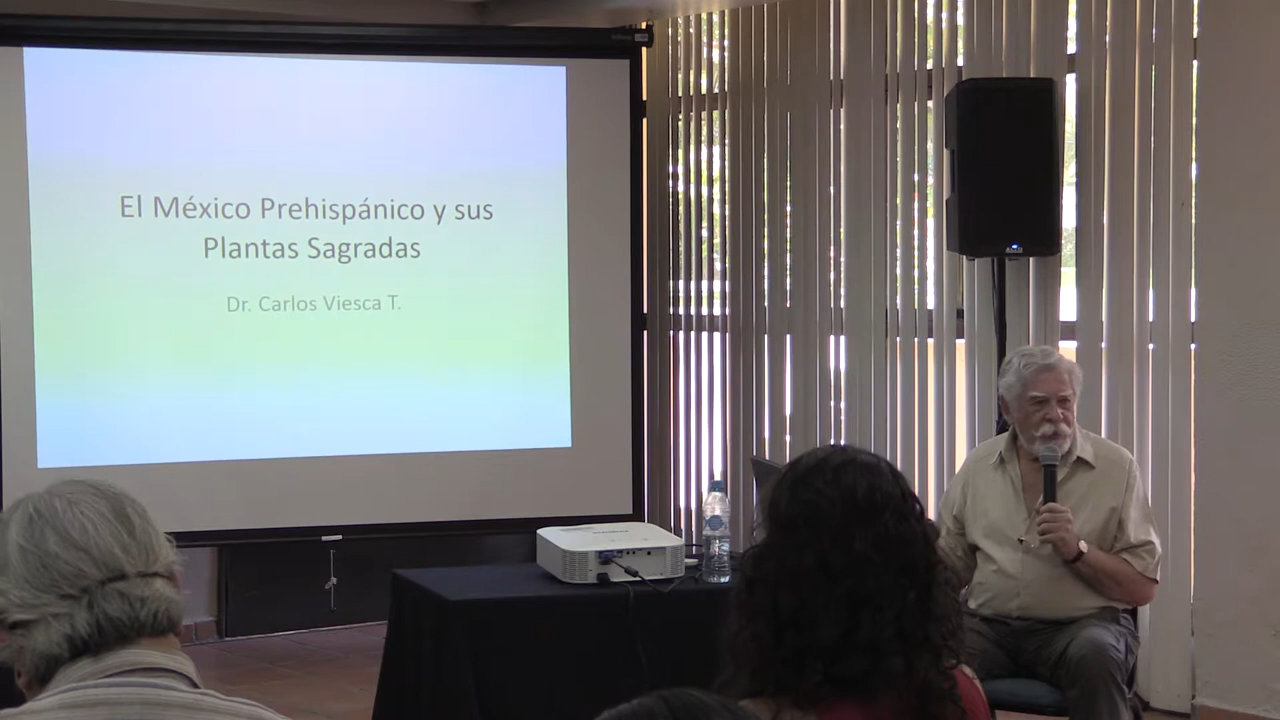 El México Prehispánico y sus
Plantas Sagradas
Dr. Carlos Viesca T.